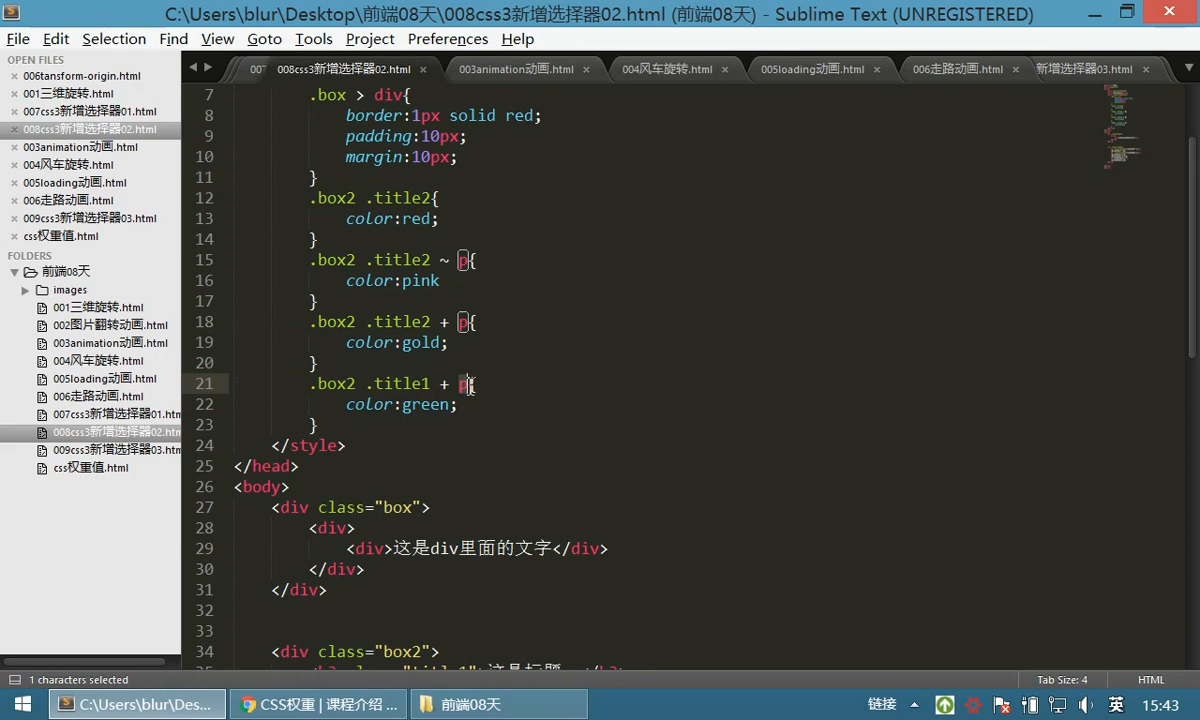 C:\Users\blur\Desktop\前端08天\008css3新增选择器02.html (前端08天) - Sublime Text (UNREGISTERED)
File Edit Selection Find View Goto Tools Project Preferences Help
OPEN FILES
006tansform-origin.html
001三维旋转.html
007css3新增选择器01.html
008css3新增选择器02.html
003animation动画.html
004风车旋转.html
005loading动画.html
006走路动画.html
009css3新增选择器03.html
css权重值.html
FOLDERS
前端08天
images
001三维旋转.html
002图片翻转动画.html
003animation动画.html
004风车旋转.html
005loading动画.html
006走路动画.html
007css3新增选择器01.htm
008css3新增选择器02.htm
009css3新增选择器03.htm
css权重值.html
007 008css3新增选择器02.html 003animation动画.html 004风车旋转.html 005loading动画.html 006走路动画.html 新增选择器03.html
7 .box > div{
8 border:1px solid red;
9 padding:10px;
10 margin:10px;
11 }
12 .box2 .title2{
13 color:red;
14 }
15 .box2 .title2 ~ p{
16 color:pink
17 }
18 .box2 .title2 + p{
19 color:gold;
20 }
21 .box2 .title1 + p{
22 color:green;
23 }
24 </style>
25 </head>
26 <body>
27 <div class="box">
28 <div>
29 <div>这是div里面的文字</div>
30 </div>
31 </div>
32
33
34 <div class="box2">
1 characters selected
Tab Size: 4 HTML
C:\Users\blur\Des... CSS权重 | 课程介绍 ... 前端08天 链接 英 15:43